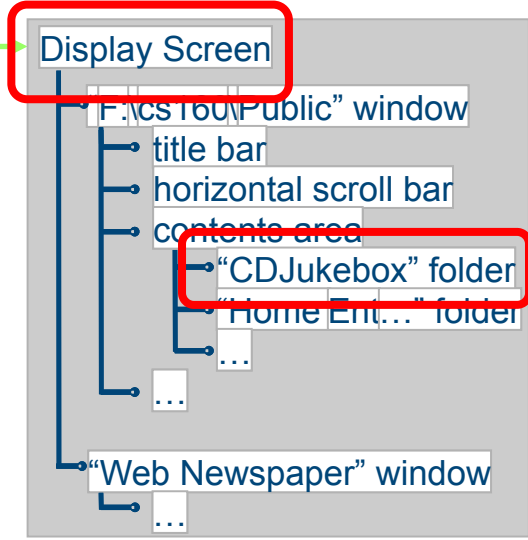 Display Screen
“F:\cs160\Public” window
title bar
horizontal scroll bar
contents area
“CDJukebox” folder
“Home Ent…” folder
…
…
“Web Newspaper” window
…